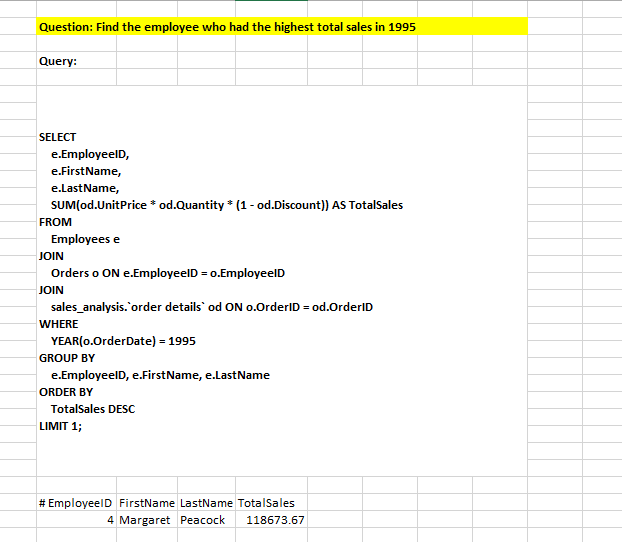 Question: Find the employee who had the highest total sales in 1995
Query:
SELECT
e.EmployeeID,
e.FirstName,
e.LastName,
SUM(od.UnitPrice * od.Quantity * (1 - od.Discount)) AS TotalSales
FROM
Employees e
JOIN
Orders o ON e.EmployeeID = o.EmployeeID
JOIN
sales_analysis.`order details` od ON o.OrderID = od.OrderID
WHERE
YEAR(o.OrderDate) = 1995
GROUP BY
e.EmployeeID, e.FirstName, e.LastName
ORDER BY
TotalSales DESC
LIMIT 1;
# EmployeeID FirstName LastName TotalSales
4 Margaret Peacock 118673.67